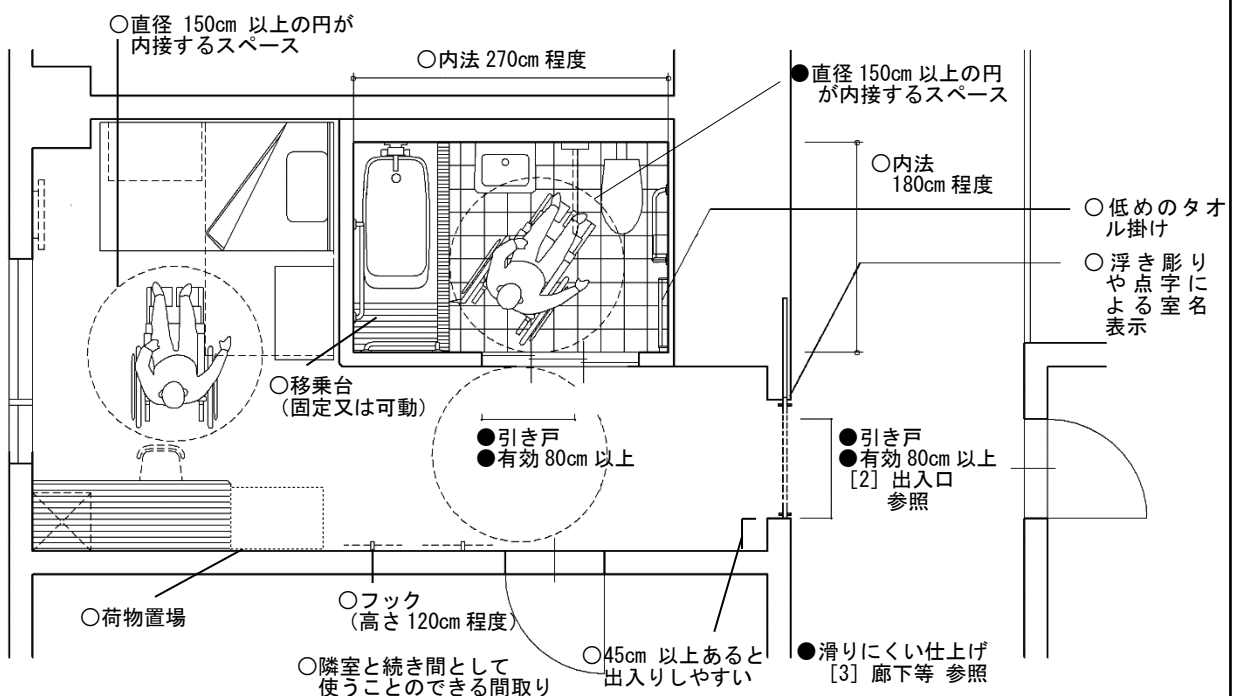 ○直径 150cm 以上の円が
内接するスペース
○内法 270cm 程度
●直径 150cm 以上の円
が内接するスペース
○内法
180cm 程度
○低めのタオ
ル掛け
○浮き彫り
や点字に
よる室名
表示
○移乗台
（固定又は可動）
●引き戸
●有効 80cm 以上
●引き戸
●有効 80cm 以上
［2］出入口
参照
○荷物置場
○フック
（高さ 120cm 程度）
○隣室と続き間として
使うことのできる間取り
○45cm 以上あると
出入りしやすい
●滑りにくい仕上げ
［3］廊下等 参照